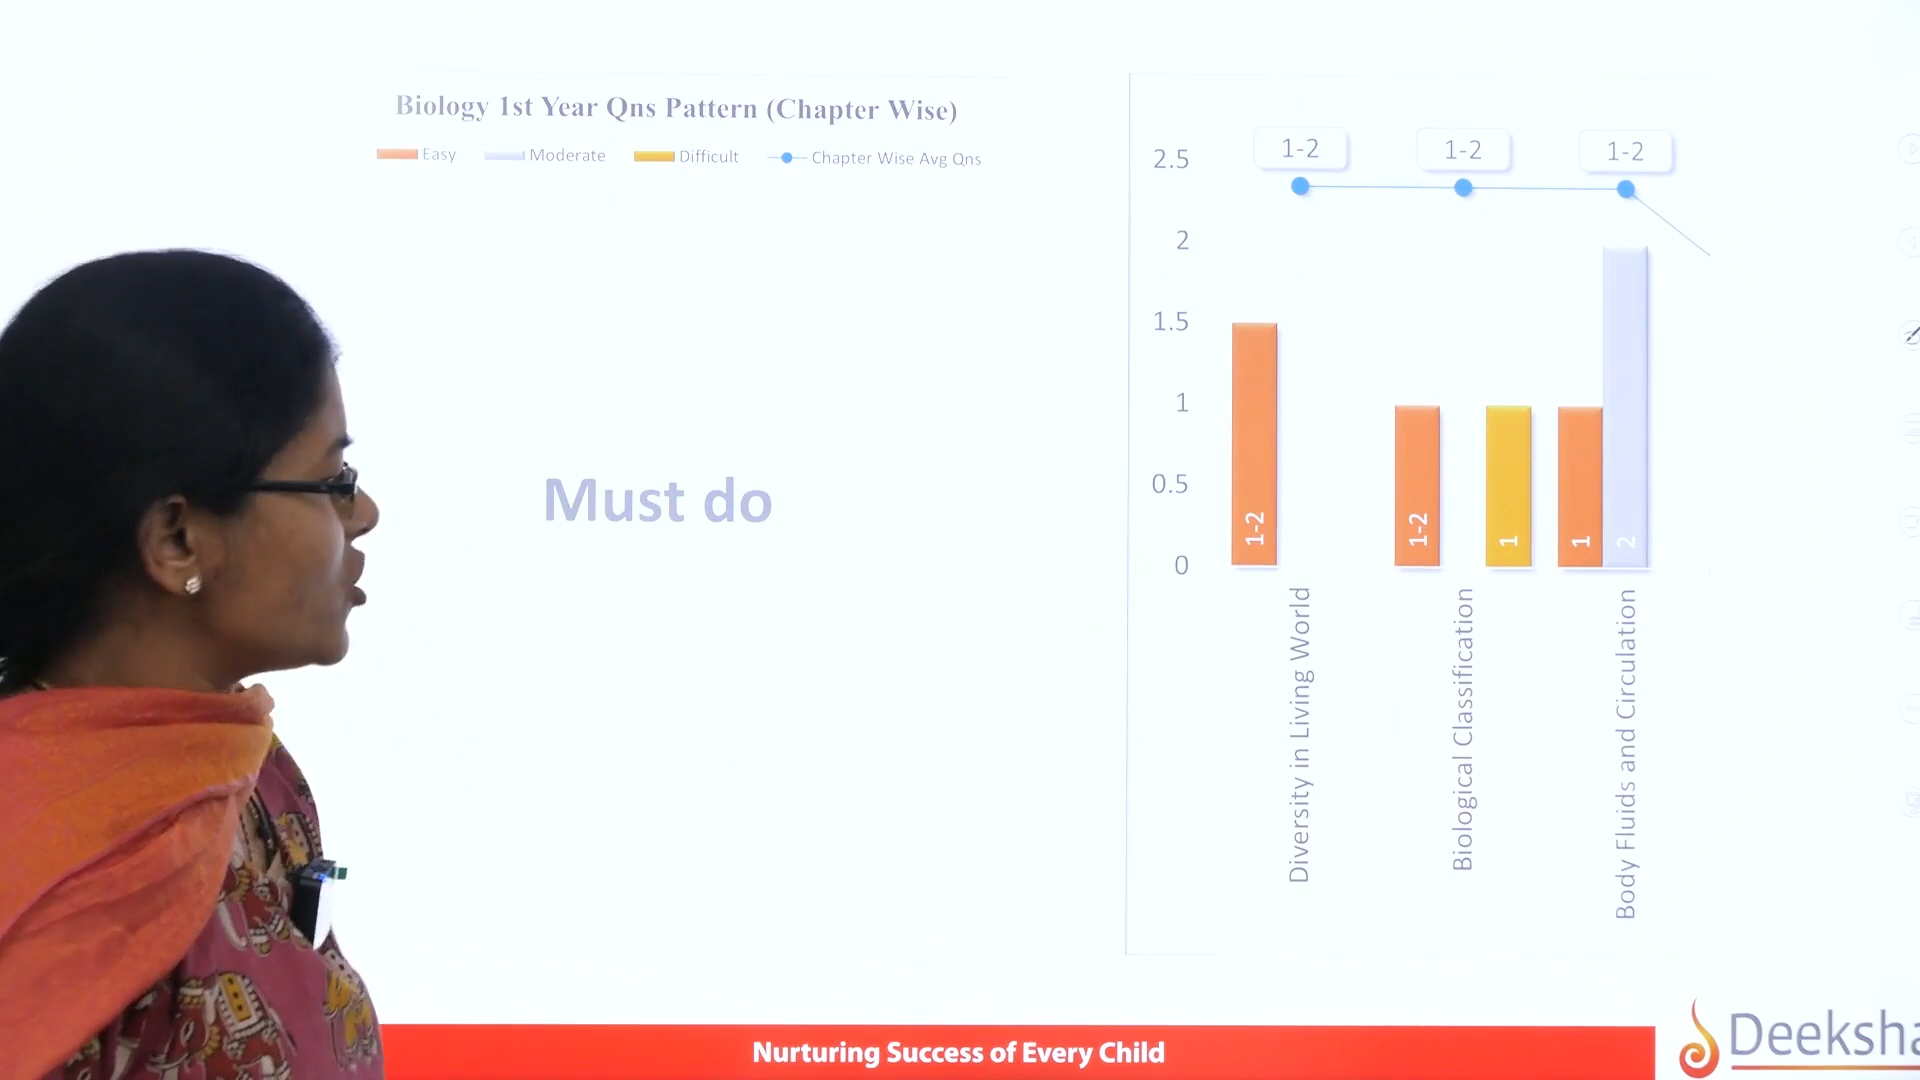 Biology 1st Year Qns Pattern (Chapter Wise)
Easy Moderate Difficult Chapter Wise Avg Qns
Must do
1-2 1-2 1-2
2.5
2
1.5
1
0.5
0
1-2
1-2
1
1
2
Diversity in Living World
Biological Classification
Body Fluids and Circulation
Nurturing Success of Every Child
Deeksha